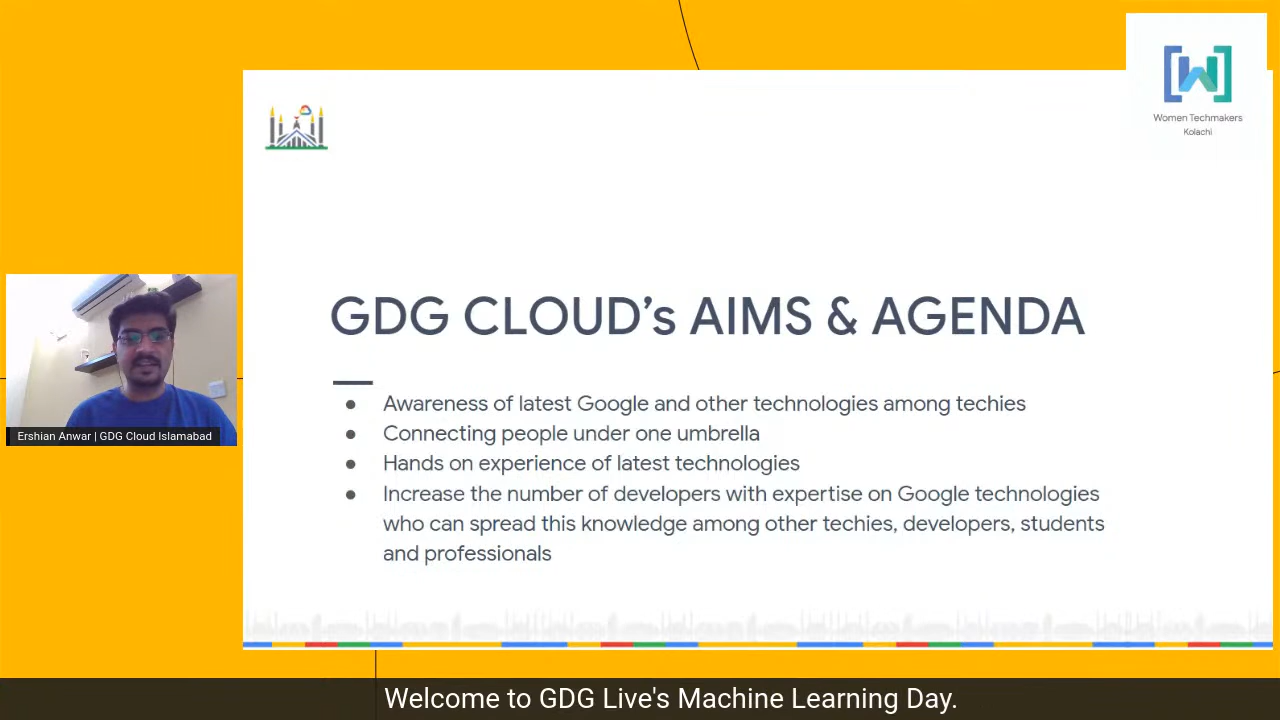 Women Techmakers
Kolachi
GDG CLOUD's AIMS & AGENDA
● Awareness of latest Google and other technologies among techies
● Connecting people under one umbrella
● Hands on experience of latest technologies
● Increase the number of developers with expertise on Google technologies
who can spread this knowledge among other techies, developers, students
and professionals
Ershian Anwar | GDG Cloud Islamabad
Welcome to GDG Live's Machine Learning Day.